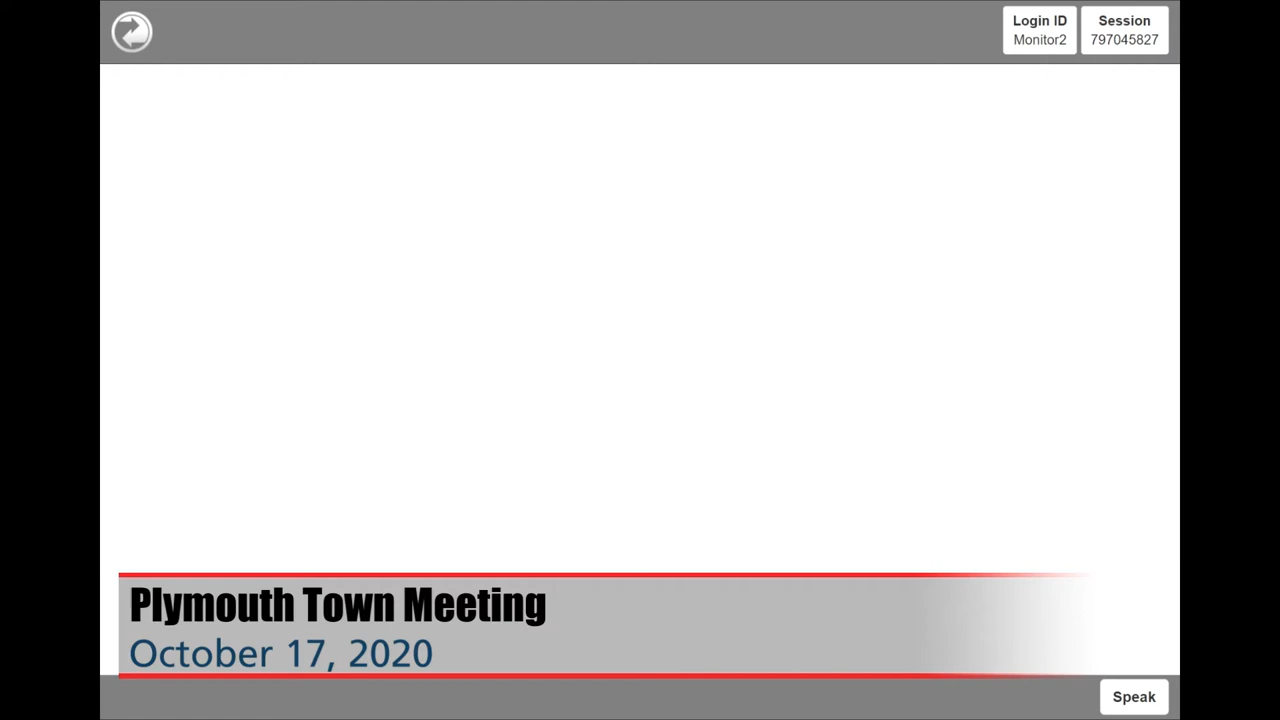 Login ID
Monitor2
Session
797045827
Plymouth Town Meeting
October 17, 2020
Speak